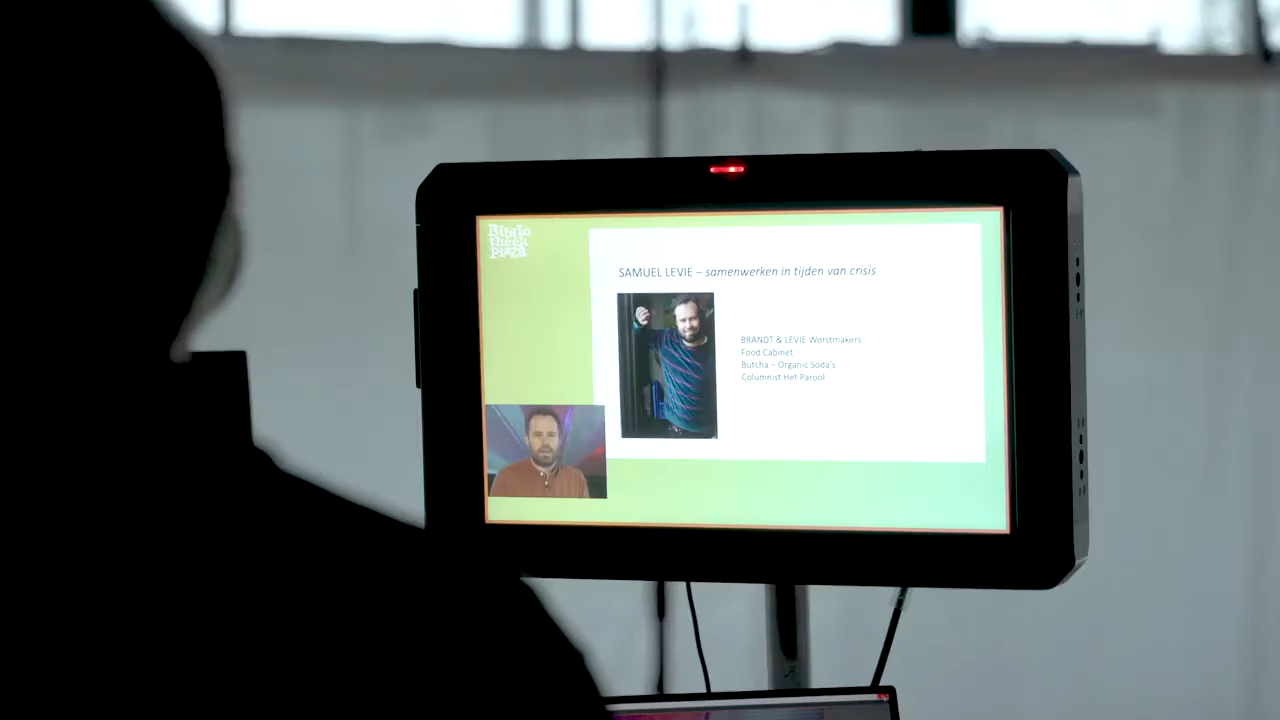 Biblio
theek
plaza
SAMUEL LEVIE – samenwerken in tijden van crisis
BRANDT & LEVIE Worstmakers
Food Cabinet
Butcha – Organic Soda's
Columnist Het Parool